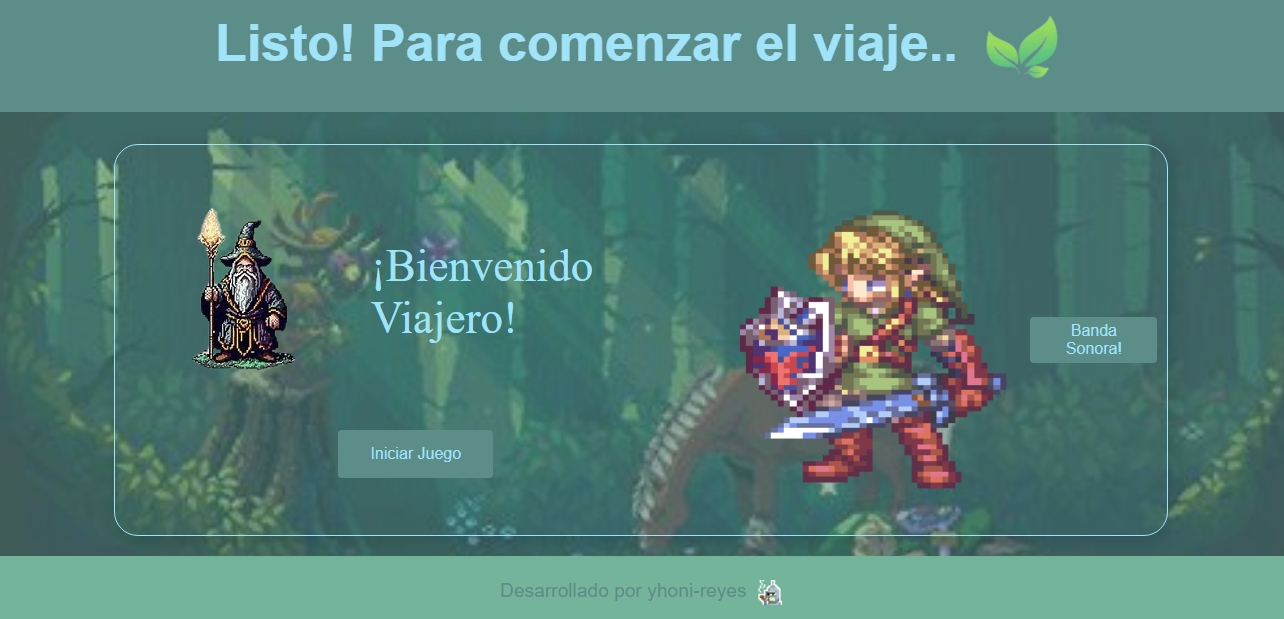 Listo! Para comenzar el viaje..
¡Bienvenido
Viajero!
Banda
Sonora!
Iniciar Juego
Desarrollado por yhoni-reyes